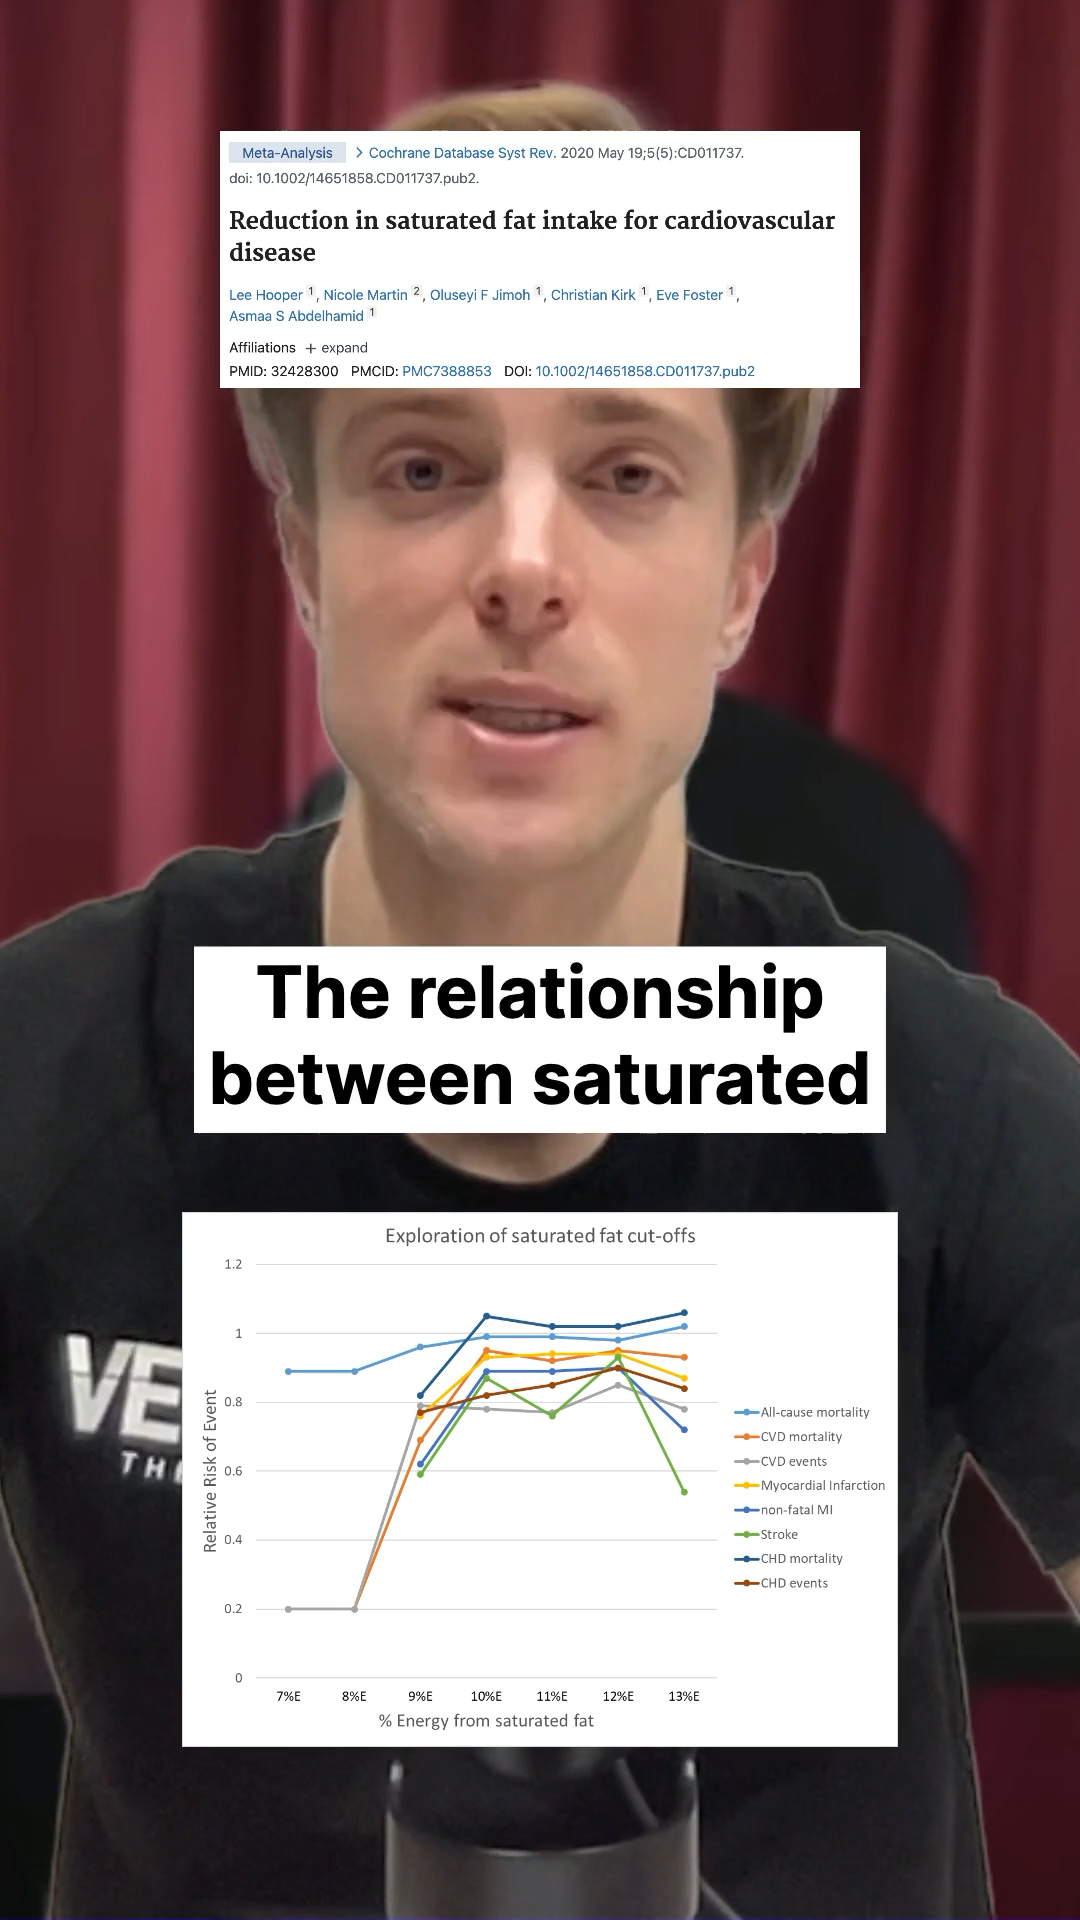 Meta-Analysis > Cochrane Database Syst Rev. 2020 May 19;5(5):CD011737.
doi: 10.1002/14651858.CD011737.pub2.
Reduction in saturated fat intake for cardiovascular
disease
Lee Hooper 1, Nicole Martin 2, Oluseyi F Jimoh 1, Christian Kirk 1, Eve Foster 1,
Asmaa S Abdelhamid 1
Affiliations + expand
PMID: 32428300 PMCID: PMC7388853 DOI: 10.1002/14651858.CD011737.pub2
The relationship
between saturated
VE
THE
Exploration of saturated fat cut-offs
Relative Risk of Event
1.2
1
0.8
0.6
0.4
0.2
0
7%E 8%E 9%E 10%E 11%E 12%E 13%E
% Energy from saturated fat
All-cause mortality
CVD mortality
CVD events
Myocardial Infarction
non-fatal MI
Stroke
CHD mortality
CHD events